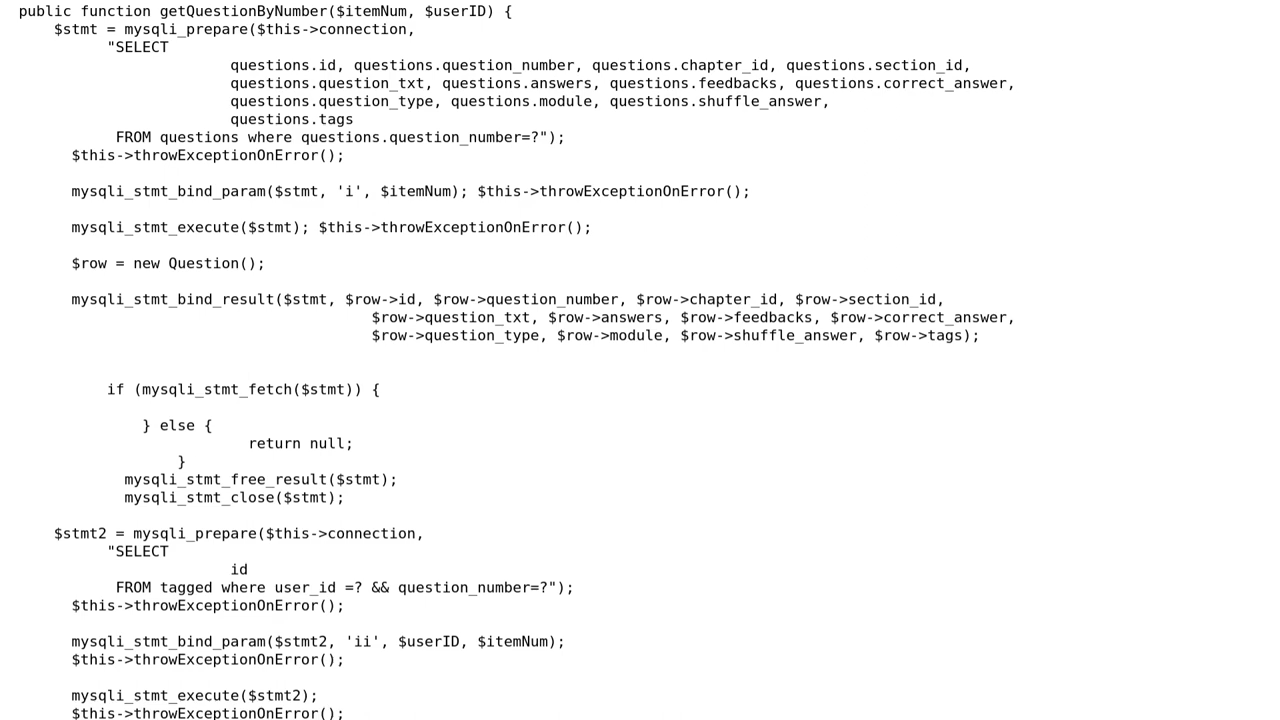 public function getQuestionByNumber($itemNum, $userID) {
$stmt = mysqli_prepare($this->connection,
"SELECT
questions.id, questions.question_number, questions.chapter_id, questions.section_id,
questions.question_txt, questions.answers, questions.feedbacks, questions.correct_answer,
questions.question_type, questions.module, questions.shuffle_answer,
questions.tags
FROM questions where questions.question_number=?");
$this->throwExceptionOnError();
mysqli_stmt_bind_param($stmt, 'i', $itemNum); $this->throwExceptionOnError();
mysqli_stmt_execute($stmt); $this->throwExceptionOnError();
$row = new Question();
mysqli_stmt_bind_result($stmt, $row->id, $row->question_number, $row->chapter_id, $row->section_id,
$row->question_txt, $row->answers, $row->feedbacks, $row->correct_answer,
$row->question_type, $row->module, $row->shuffle_answer, $row->tags);
if (mysqli_stmt_fetch($stmt)) {
} else {
return null;
}
mysqli_stmt_free_result($stmt);
mysqli_stmt_close($stmt);
$stmt2 = mysqli_prepare($this->connection,
"SELECT
id
FROM tagged where user_id =? && question_number=?");
$this->throwExceptionOnError();
mysqli_stmt_bind_param($stmt2, 'ii', $userID, $itemNum);
$this->throwExceptionOnError();
mysqli_stmt_execute($stmt2);
$this->throwExceptionOnError();